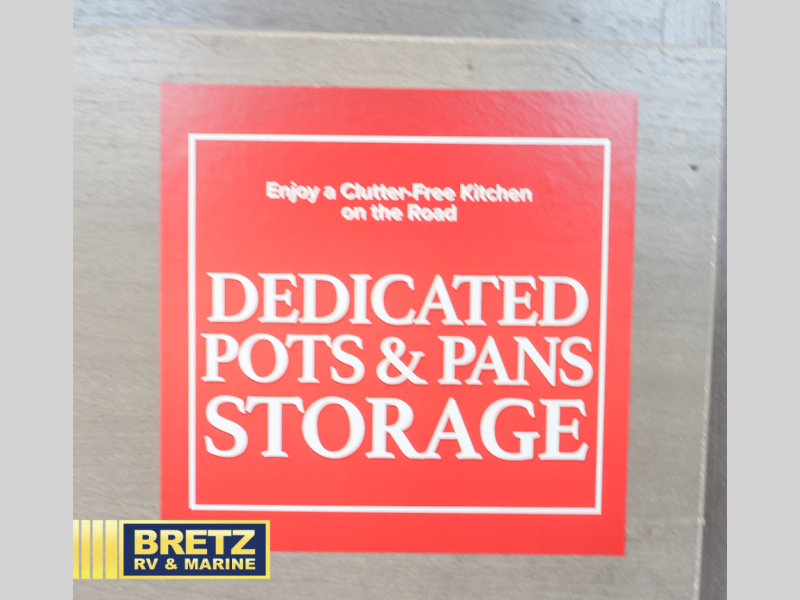 Enjoy a Clutter-Free Kitchen
on the Road
DEDICATED
POTS & PANS
STORAGE
BRETZ
RV & MARINE